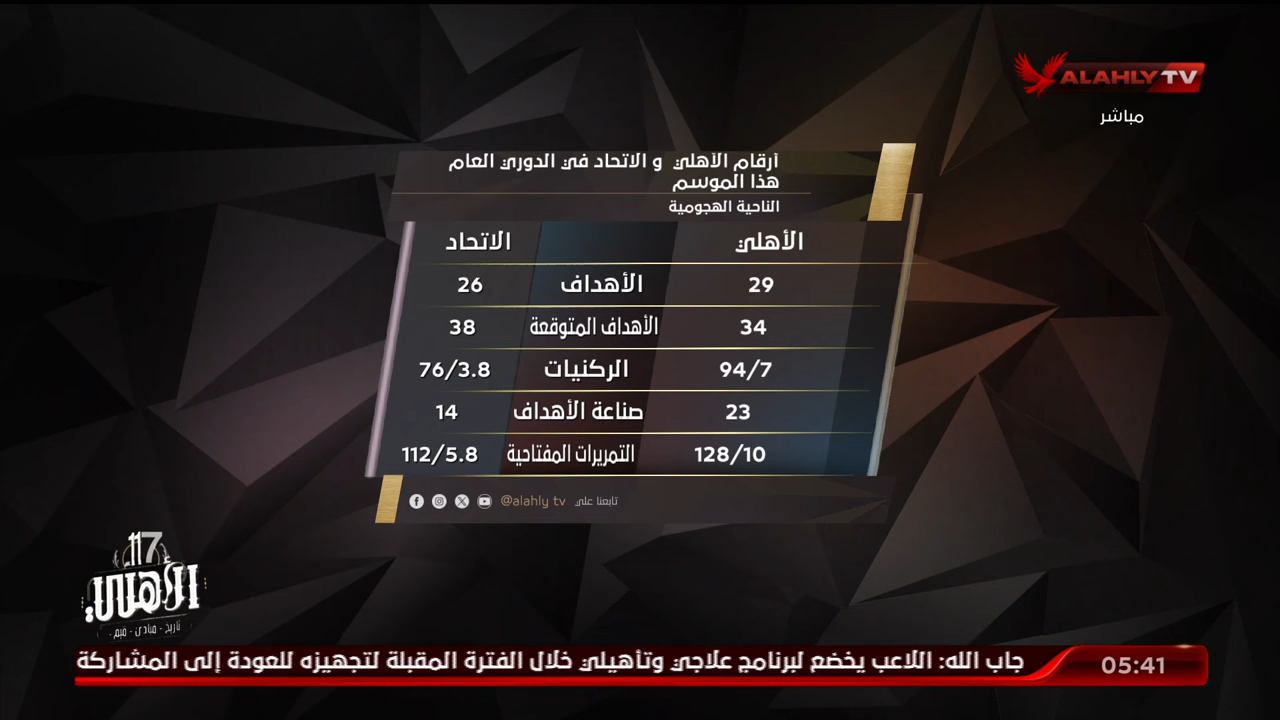 ALAHLY TV
مباشر
أرقام الأهلي و الاتحاد في الدوري العام
هذا الموسم
الناحية الهجومية
الأهلي الاتحاد
29 الأهداف 26
34 الأهداف المتوقعة 38
94/7 الركنيات 76/3.8
23 صناعة الأهداف 14
128/10 التمريرات المفتاحية 112/5.8
تابعنا علي @alahly tv
117
الأهلي
تاريخ - مبادئ - قيم
05:41
جاب الله: اللاعب يخضع لبرنامج علاجي وتأهيلي خلال الفترة المقبلة لتجهيزه للعودة إلى المشاركة